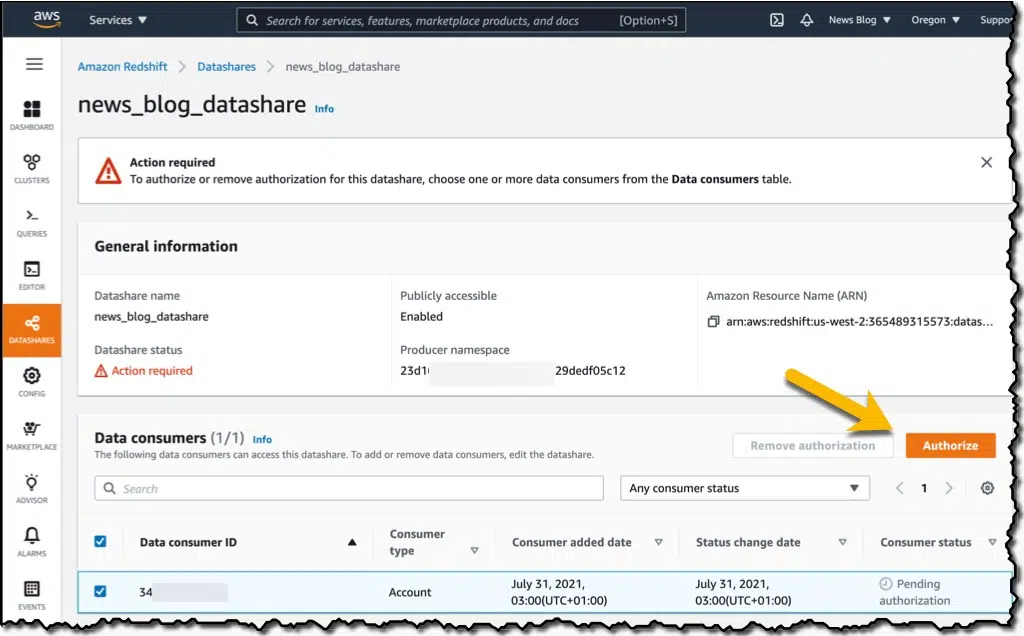 aws
Services
Search for services, features, marketplace products, and docs [Option+S]
News Blog
Oregon
Suppo
Amazon Redshift > Datashares > news_blog_datashare
news_blog_datashare Info
DASHBOARD
CLUSTERS
QUERIES
EDITOR
DATASHARES
CONFIG
MARKETPLACE
ADVISOR
ALARMS
EVENTS
Action required
To authorize or remove authorization for this datashare, choose one or more data consumers from the Data consumers table.
General information
Datashare name
news_blog_datashare
Datashare status
Action required
Publicly accessible
Enabled
Producer namespace
23d1 29dedf05c12
Amazon Resource Name (ARN)
arn:aws:redshift:us-west-2:365489315573:datas...
Data consumers (1/1) Info
The following data consumers can access this datashare. To add or remove data consumers, edit the datashare.
Remove authorization
Authorize
Search
Any consumer status
1
Data consumer ID
Consumer
type
Consumer added date
Status change date
Consumer status
34
Account
July 31, 2021,
03:00(UTC+01:00)
July 31, 2021,
03:00(UTC+01:00)
Pending
authorization